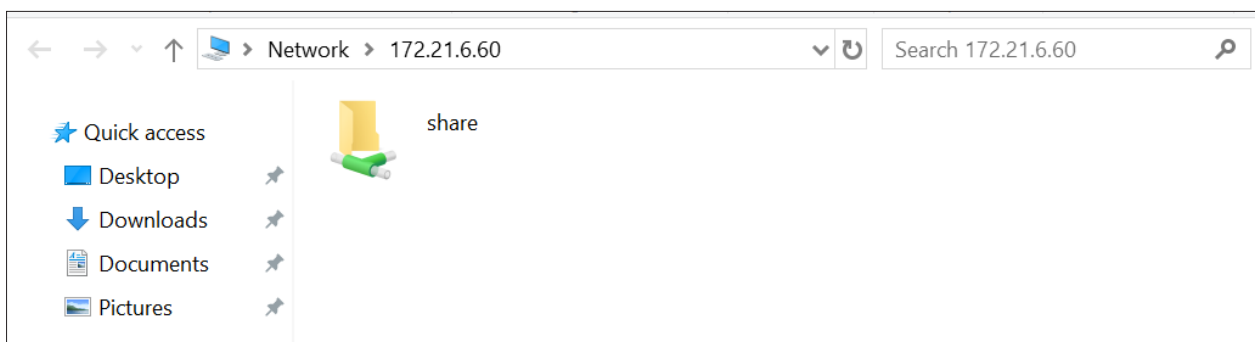 Network > 172.21.6.60
Search 172.21.6.60
Quick access
share
Desktop
Downloads
Documents
Pictures